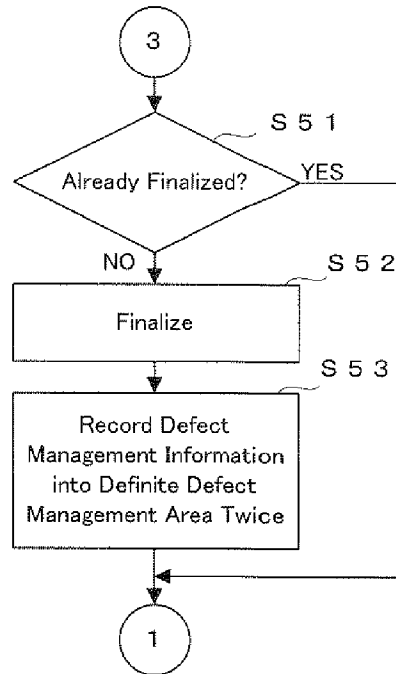 3
S 5 1
Already Finalized?
YES
NO
S 5 2
Finalize
S 5 3
Record Defect
Management Information
into Definite Defect
Management Area Twice
1